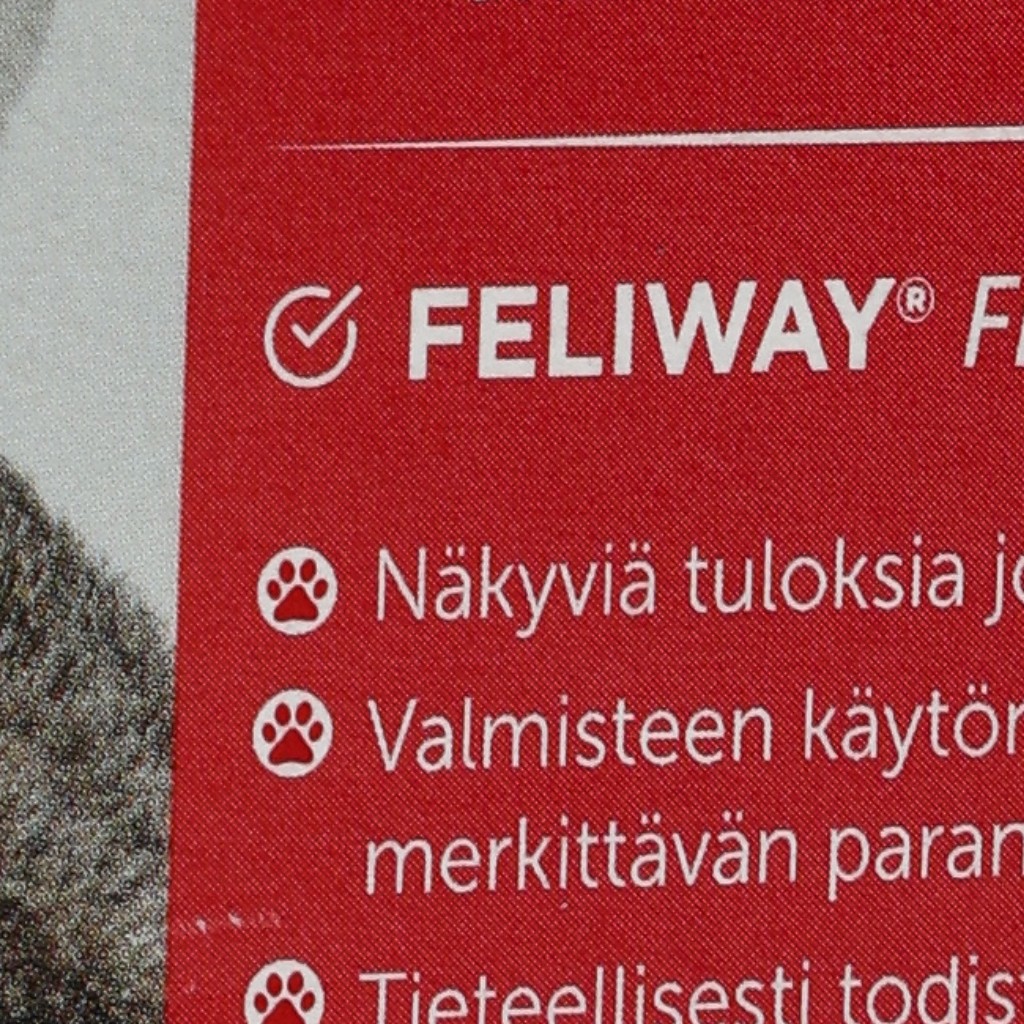 FELIWAY®
Näkyviä tuloksia
Valmisteen
merkittävän
Tieteellisesti